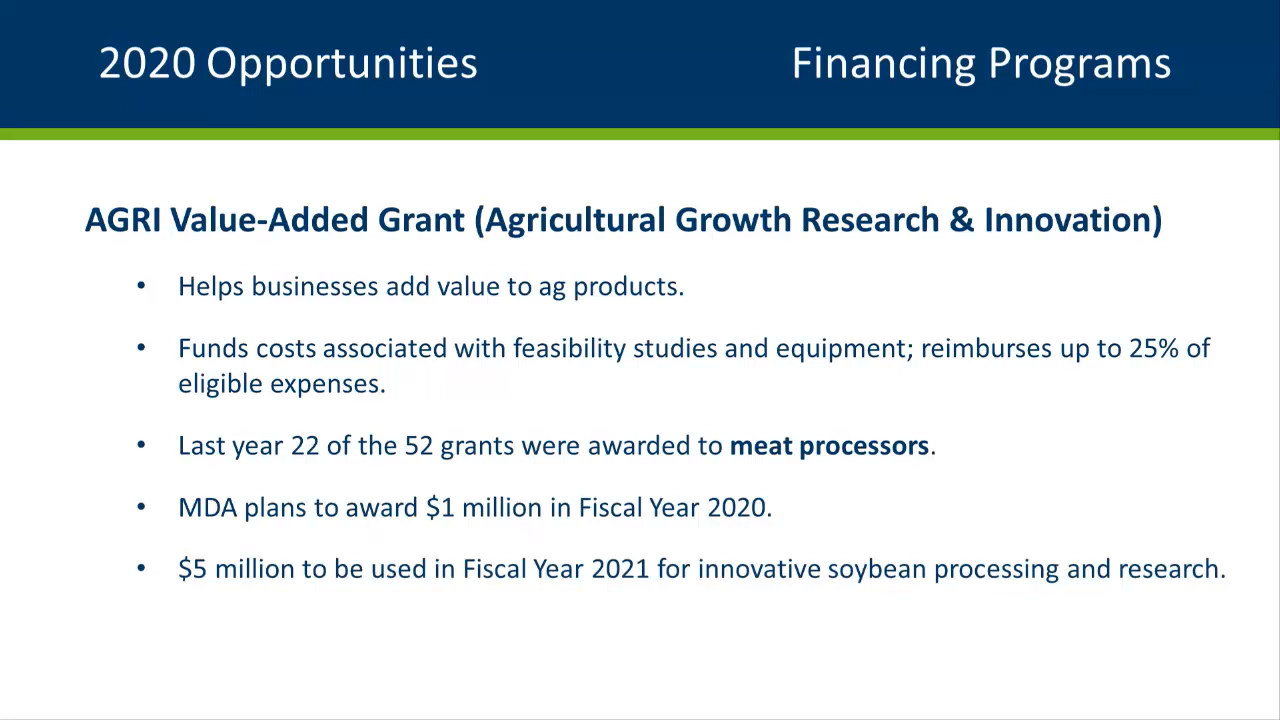 2020 Opportunities
Financing Programs
AGRI Value-Added Grant (Agricultural Growth Research & Innovation)
• Helps businesses add value to ag products.
• Funds costs associated with feasibility studies and equipment; reimburses up to 25% of
eligible expenses.
• Last year 22 of the 52 grants were awarded to meat processors.
• MDA plans to award $1 million in Fiscal Year 2020.
• $5 million to be used in Fiscal Year 2021 for innovative soybean processing and research.